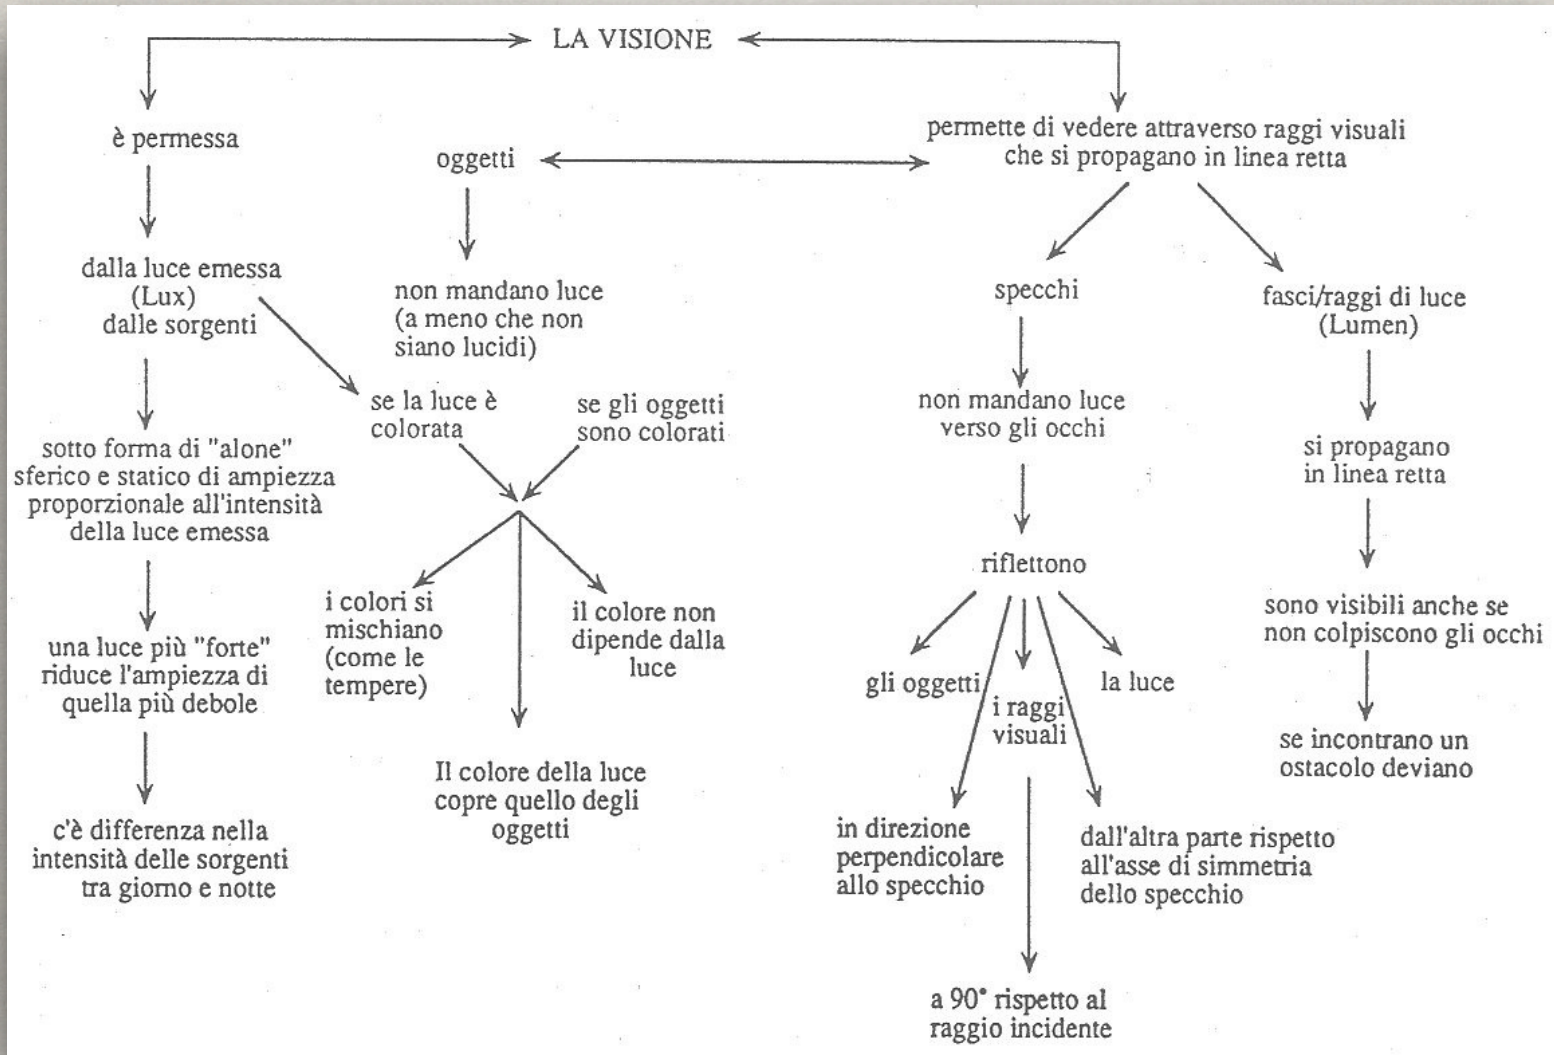 LA VISIONE
è permessa
dalla luce emessa
(Lux)
dalle sorgenti
sotto forma di "alone"
sferico e statico di ampiezza
proporzionale all'intensità
della luce emessa
una luce più "forte"
riduce l'ampiezza di
quella più debole
c'è differenza nella
intensità delle sorgenti
tra giorno e notte
oggetti
non mandano luce
(a meno che non
siano lucidi)
se la luce è
colorata
se gli oggetti
sono colorati
i colori si
mischiano
(come le
tempere)
Il colore della luce
copre quello degli
oggetti
il colore non
dipende dalla
luce
permette di vedere attraverso raggi visuali
che si propagano in linea retta
specchi
non mandano luce
verso gli occhi
riflettono
gli oggetti
i raggi
visuali
la luce
in direzione
perpendicolare
allo specchio
a 90° rispetto al
raggio incidente
dall'altra parte rispetto
all'asse di simmetria
dello specchio
fasci/raggi di luce
(Lumen)
si propagano
in linea retta
sono visibili anche se
non colpiscono gli occhi
se incontrano un
ostacolo deviano